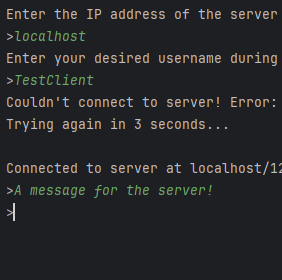 Enter the IP address of the server
>localhost
Enter your desired username during
>TestClient
Couldn't connect to server! Error:
Trying again in 3 seconds...
Connected to server at localhost/12
>A message for the server!
>